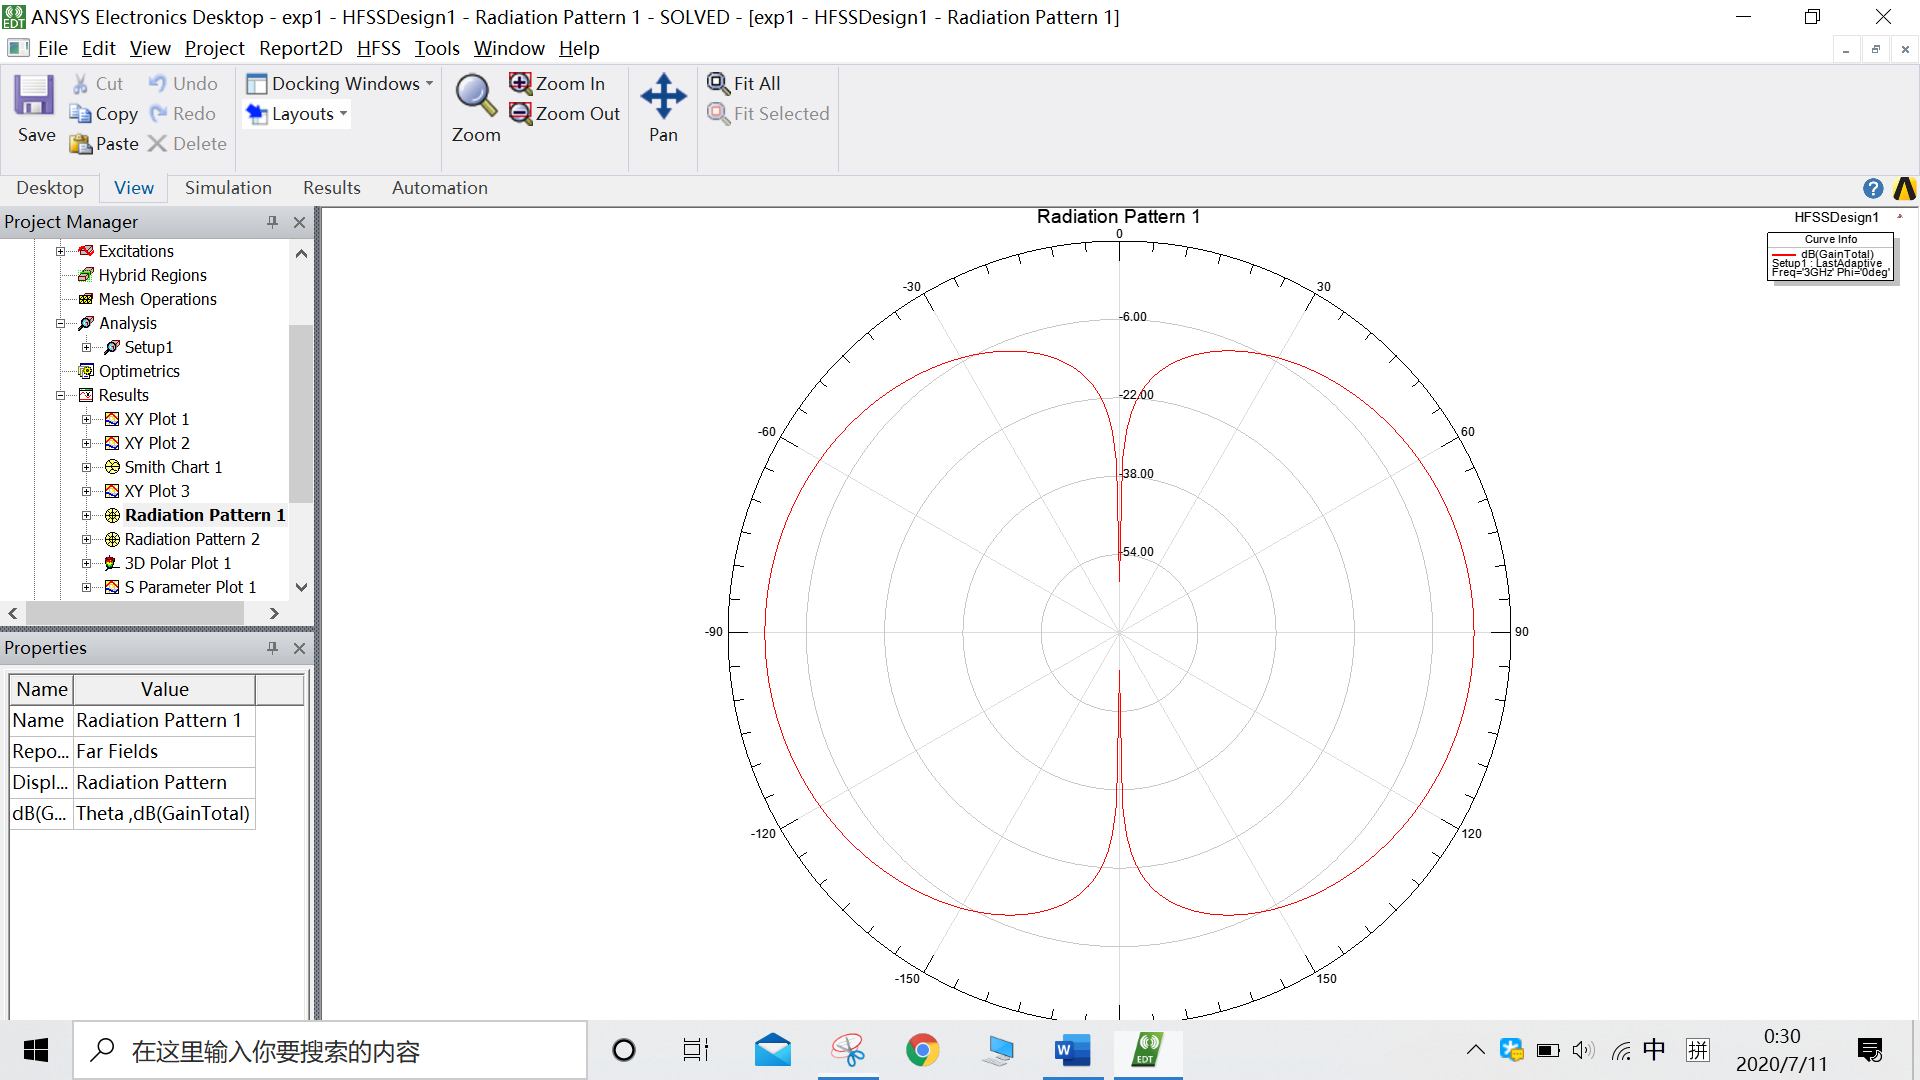 ANSYS Electronics Desktop - exp1 - HFSSDesign1 - Radiation Pattern 1 - SOLVED - [exp1 - HFSSDesign1 - Radiation Pattern 1]
File Edit View Project Report2D HFSS Tools Window Help
Save
Cut
Copy
Paste
Undo
Redo
Delete
Docking Windows
Layouts
Zoom
Zoom In
Zoom Out
Pan
Fit All
Fit Selected
Desktop View Simulation Results Automation
Project Manager
Excitations
Hybrid Regions
Mesh Operations
Analysis
Setup1
Optimetrics
Results
XY Plot 1
XY Plot 2
Smith Chart 1
XY Plot 3
Radiation Pattern 1
Radiation Pattern 2
3D Polar Plot 1
S Parameter Plot 1
Properties
Name Value
Name Radiation Pattern 1
Repo... Far Fields
Displ... Radiation Pattern
dB(G... Theta ,dB(GainTotal)
Radiation Pattern 1
HFSSDesign1
Curve Info
dB(GainTotal)
Setup1 : LastAdaptive
Freq='3GHz' Phi='0deg'
0
-30
30
-6.00
-22.00
-60
60
-38.00
-54.00
-90
90
-120
120
-150
150
在这里输入你要搜索的内容
W
EDT
中
拼
0:30
2020/7/11